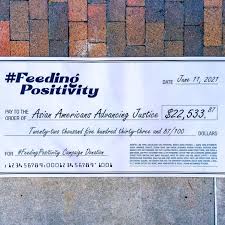 #Feeding
Positivity
DATE June 11, 2021
PAY TO THE
ORDER OF Asian Americans Advancing Justice $22,533.87
Twenty-two thousand five hundred thirty-three and 87/100 DOLLARS
FOR #FeedingPositivity Campaign Donation